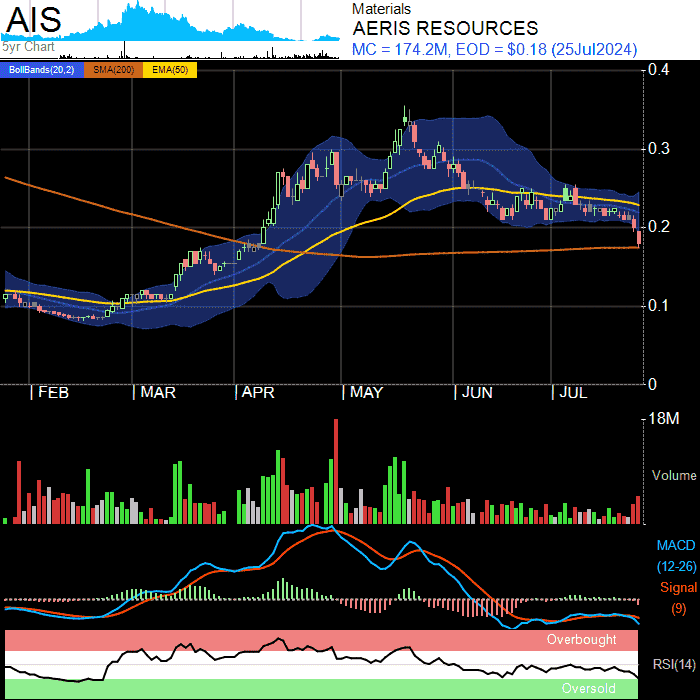 AIS
5yr Chart
Materials
AERIS RESOURCES
MC = 174.2M, EOD = $0.18 (25Jul2024)
BollBands(20,2) SMA(200) EMA(50)
0.4
0.3
0.2
0.1
0
| FEB | MAR | APR | MAY | JUN | JUL
18M
Volume
MACD
(12-26)
Signal
(9)
Overbought
RSI(14)
Oversold